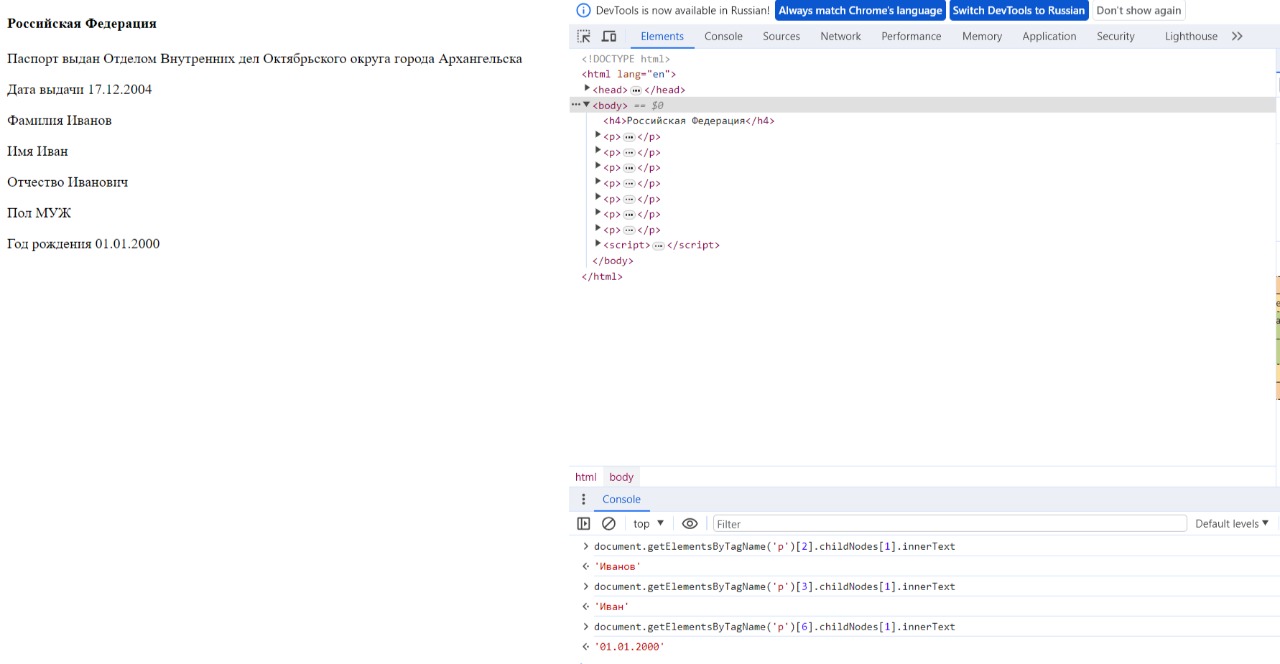 Российская Федерация
Паспорт выдан Отделом Внутренних дел Октябрьского округа города Архангельска
Дата выдачи 17.12.2004
Фамилия Иванов
Имя Иван
Отчество Иванович
Пол МУЖ
Год рождения 01.01.2000
DevTools is now available in Russian! Always match Chrome's language Switch DevTools to Russian Don't show again
Elements Console Sources Network Performance Memory Application Security Lighthouse
<!DOCTYPE html>
<html lang="en">
<head> … </head>
… <body> == $0
<h4>Российская Федерация</h4>
<p> … </p>
<p> … </p>
<p> … </p>
<p> … </p>
<p> … </p>
<p> … </p>
<p> … </p>
<script> … </script>
</body>
</html>
html body
Console
top Filter Default levels
document.getElementsByTagName('p')[2].childNodes[1].innerText
'Иванов'
document.getElementsByTagName('p')[3].childNodes[1].innerText
'Иван'
document.getElementsByTagName('p')[6].childNodes[1].innerText
'01.01.2000'